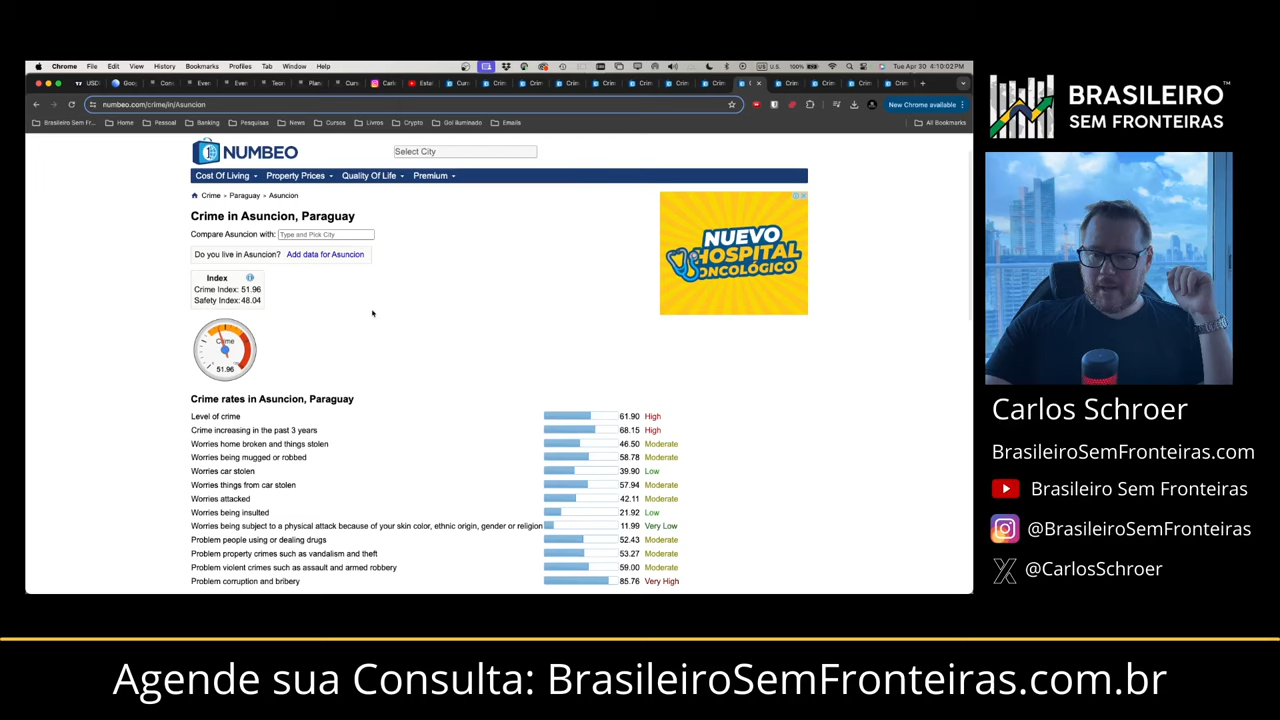 Chrome File Edit View History Bookmarks Profiles Tab Window Help U.S. 100% Tue Apr 30 4:10:02 PM
numbeo.com/crime/in/Asuncion New Chrome available
Brasileiro Sem Fr... Home Pessoal Banking Pesquisas News Cursos Livros Crypto Gol iluminado Emails All Bookmarks
NUMBEO Select City
Cost Of Living Property Prices Quality Of Life Premium
Crime > Paraguay > Asuncion
Crime in Asuncion, Paraguay
Compare Asuncion with: Type and Pick City
Do you live in Asuncion? Add data for Asuncion
Index
Crime Index: 51.96
Safety Index: 48.04
Crime
51.96
NUEVO
HOSPITAL
ONCOLÓGICO
Crime rates in Asuncion, Paraguay
Level of crime 61.90 High
Crime increasing in the past 3 years 68.15 High
Worries home broken and things stolen 46.50 Moderate
Worries being mugged or robbed 58.78 Moderate
Worries car stolen 39.90 Low
Worries things from car stolen 57.94 Moderate
Worries attacked 42.11 Moderate
Worries being insulted 21.92 Low
Worries being subject to a physical attack because of your skin color, ethnic origin, gender or religion 11.99 Very Low
Problem people using or dealing drugs 52.43 Moderate
Problem property crimes such as vandalism and theft 53.27 Moderate
Problem violent crimes such as assault and armed robbery 59.00 Moderate
Problem corruption and bribery 85.76 Very High
BRASILEIRO™
SEM FRONTEIRAS
Carlos Schroer
BrasileiroSemFronteiras.com
Brasileiro Sem Fronteiras
@BrasileiroSemFronteiras
@CarlosSchroer
Agende sua Consulta: BrasileiroSemFronteiras.com.br